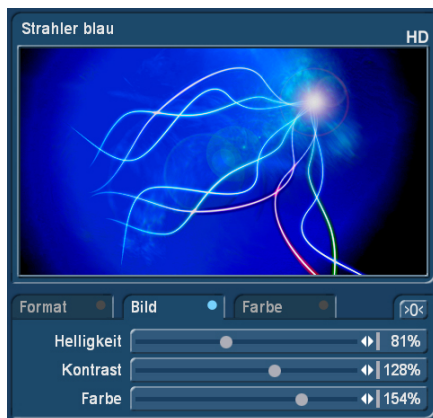 Strahler blau
HD
Format Bild Farbe >0<
Helligkeit 81%
Kontrast 128%
Farbe 154%